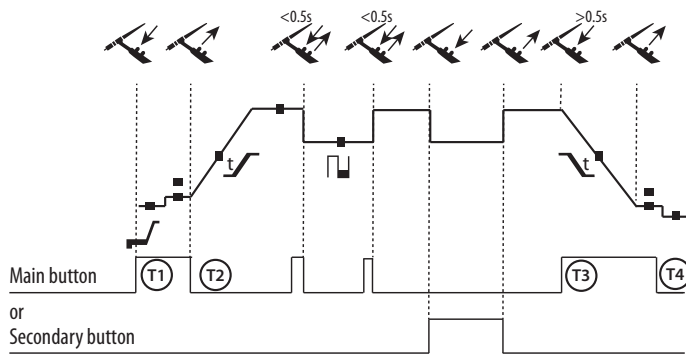 <0.5s <0.5s >0.5s
t t
Main button T1 T2 T3 T4
or
Secondary button